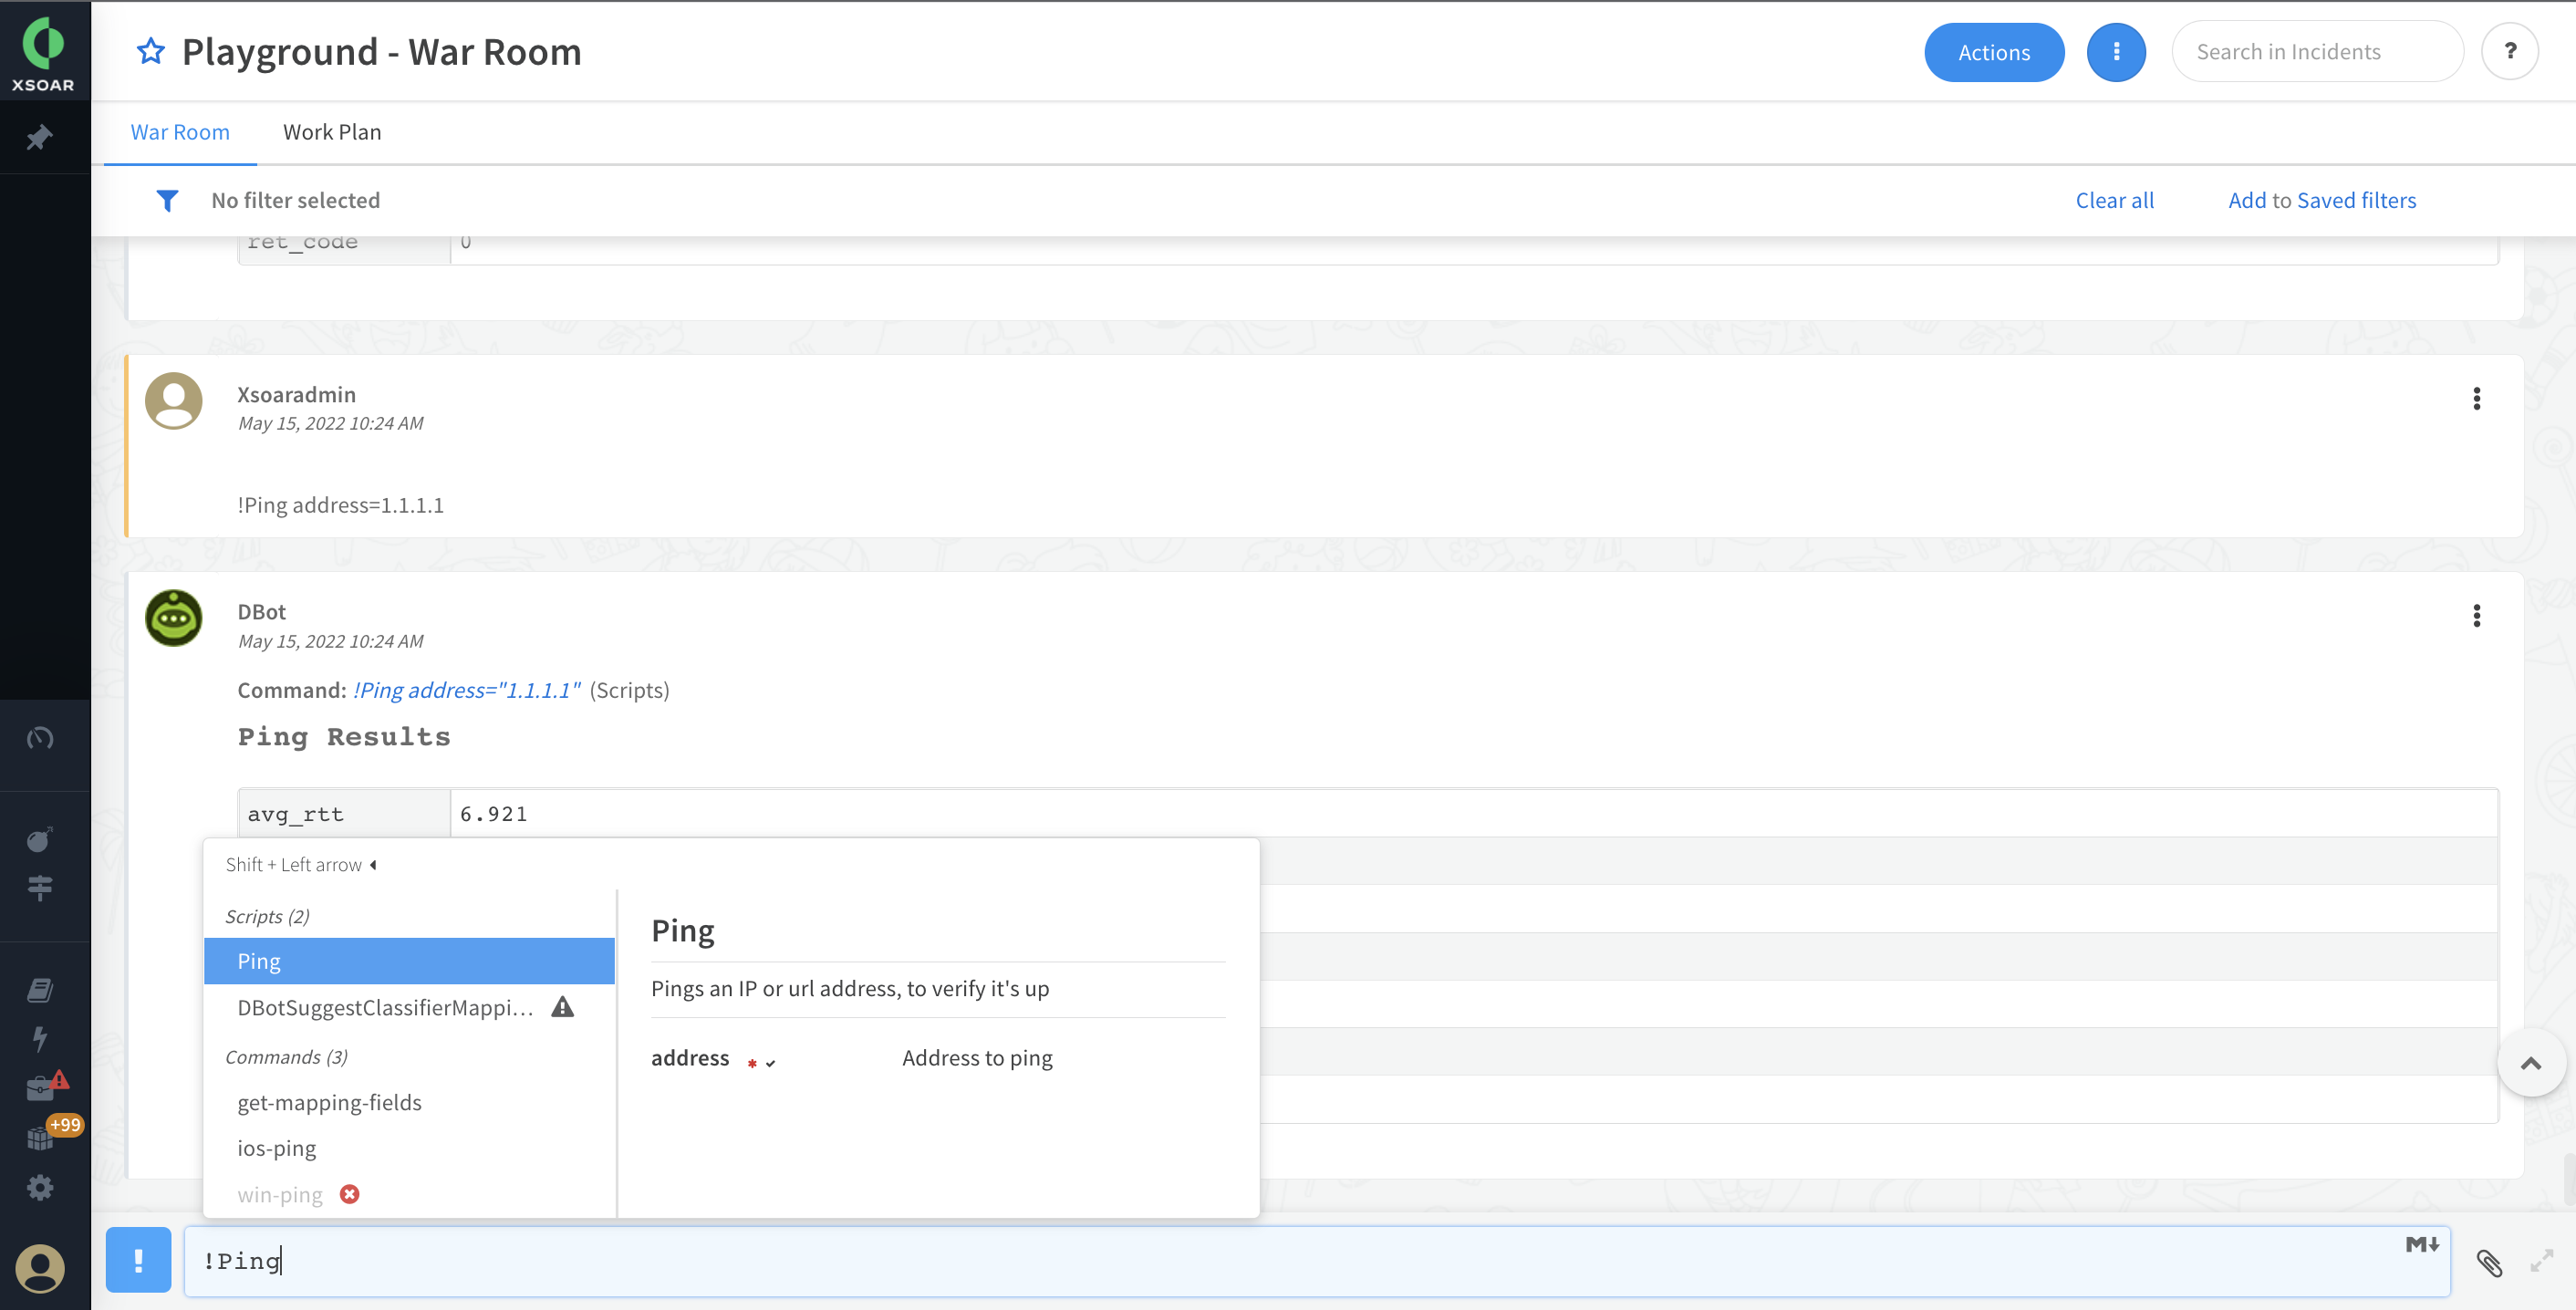 XSOAR
Playground - War Room
Actions
Search in Incidents
?
War Room
Work Plan
No filter selected
Clear all
Add to Saved filters
ret_code 0
Xsoaradmin
May 15, 2022 10:24 AM
!Ping address=1.1.1.1
DBot
May 15, 2022 10:24 AM
Command: !Ping address="1.1.1.1" (Scripts)
Ping Results
avg_rtt 6.921
Shift + Left arrow
Scripts (2)
Ping
DBotSuggestClassifierMappi...
Commands (3)
get-mapping-fields
ios-ping
win-ping
Ping
Pings an IP or url address, to verify it's up
address * Address to ping
+99
!
!Ping
M